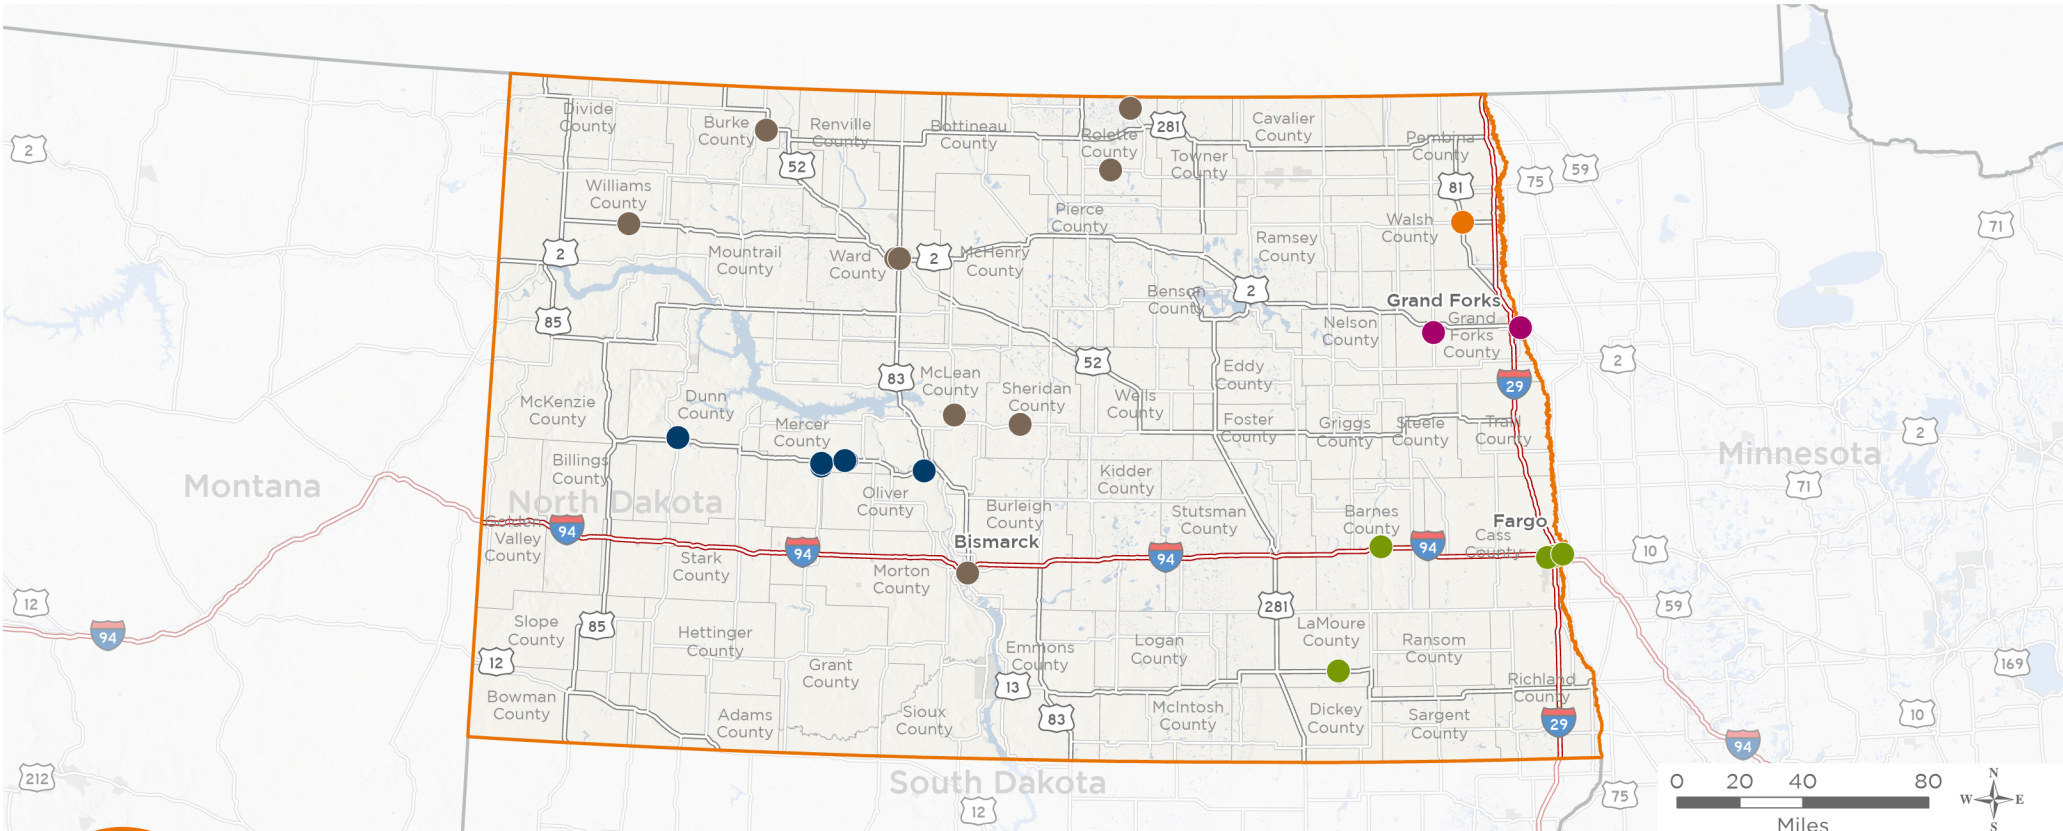 Divide
County
Burke
County
Renville
County
Bottineau
County
Rolette
County
281
Cavalier
County
Pembina
County
Towner
County
52
2
Williams
County
81
75
59
Pierce
County
Walsh
County
71
2
Mountrail
County
Ward
County
2
McHenry
County
Ramsey
County
Benson
County
2
Grand Forks
Grand
Forks
County
85
Nelson
County
52
2
83
McLean
County
Sheridan
County
Eddy
County
29
McKenzie
County
Dunn
County
Mercer
County
Wells
County
Foster
County
Griggs
County
Steele
County
Traill
County
2
Minnesota
Montana
Billings
County
North Dakota
Oliver
County
Kidder
County
71
Golden
Valley
County
94
Burleigh
County
Bismarck
Stutsman
County
Barnes
County
94
Fargo
Cass
County
10
94
94
Stark
County
Morton
County
12
94
85
281
59
Slope
County
12
Hettinger
County
Grant
County
Emmons
County
13
Logan
County
LaMoure
County
Ransom
County
169
Bowman
County
Adams
County
Sioux
County
83
McIntosh
County
Dickey
County
Sargent
County
Richland
County
29
10
94
212
South Dakota
12
75
0 20 40 80
Miles
N
W E
S